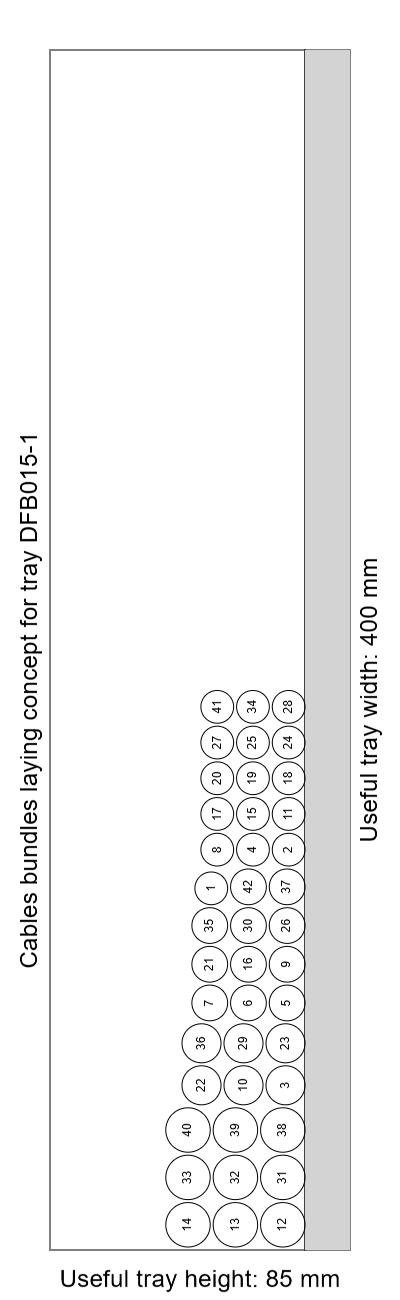 Cables bundles laying concept for tray DFB015-1
41 34 28
27 25 24
20 19 18
17 15 11
8 4 2
1 42 37
35 30 26
21 16 9
7 6 5
36 29 23
22 10 3
40 39 38
33 32 31
14 13 12
Useful tray width: 400 mm
Useful tray height: 85 mm